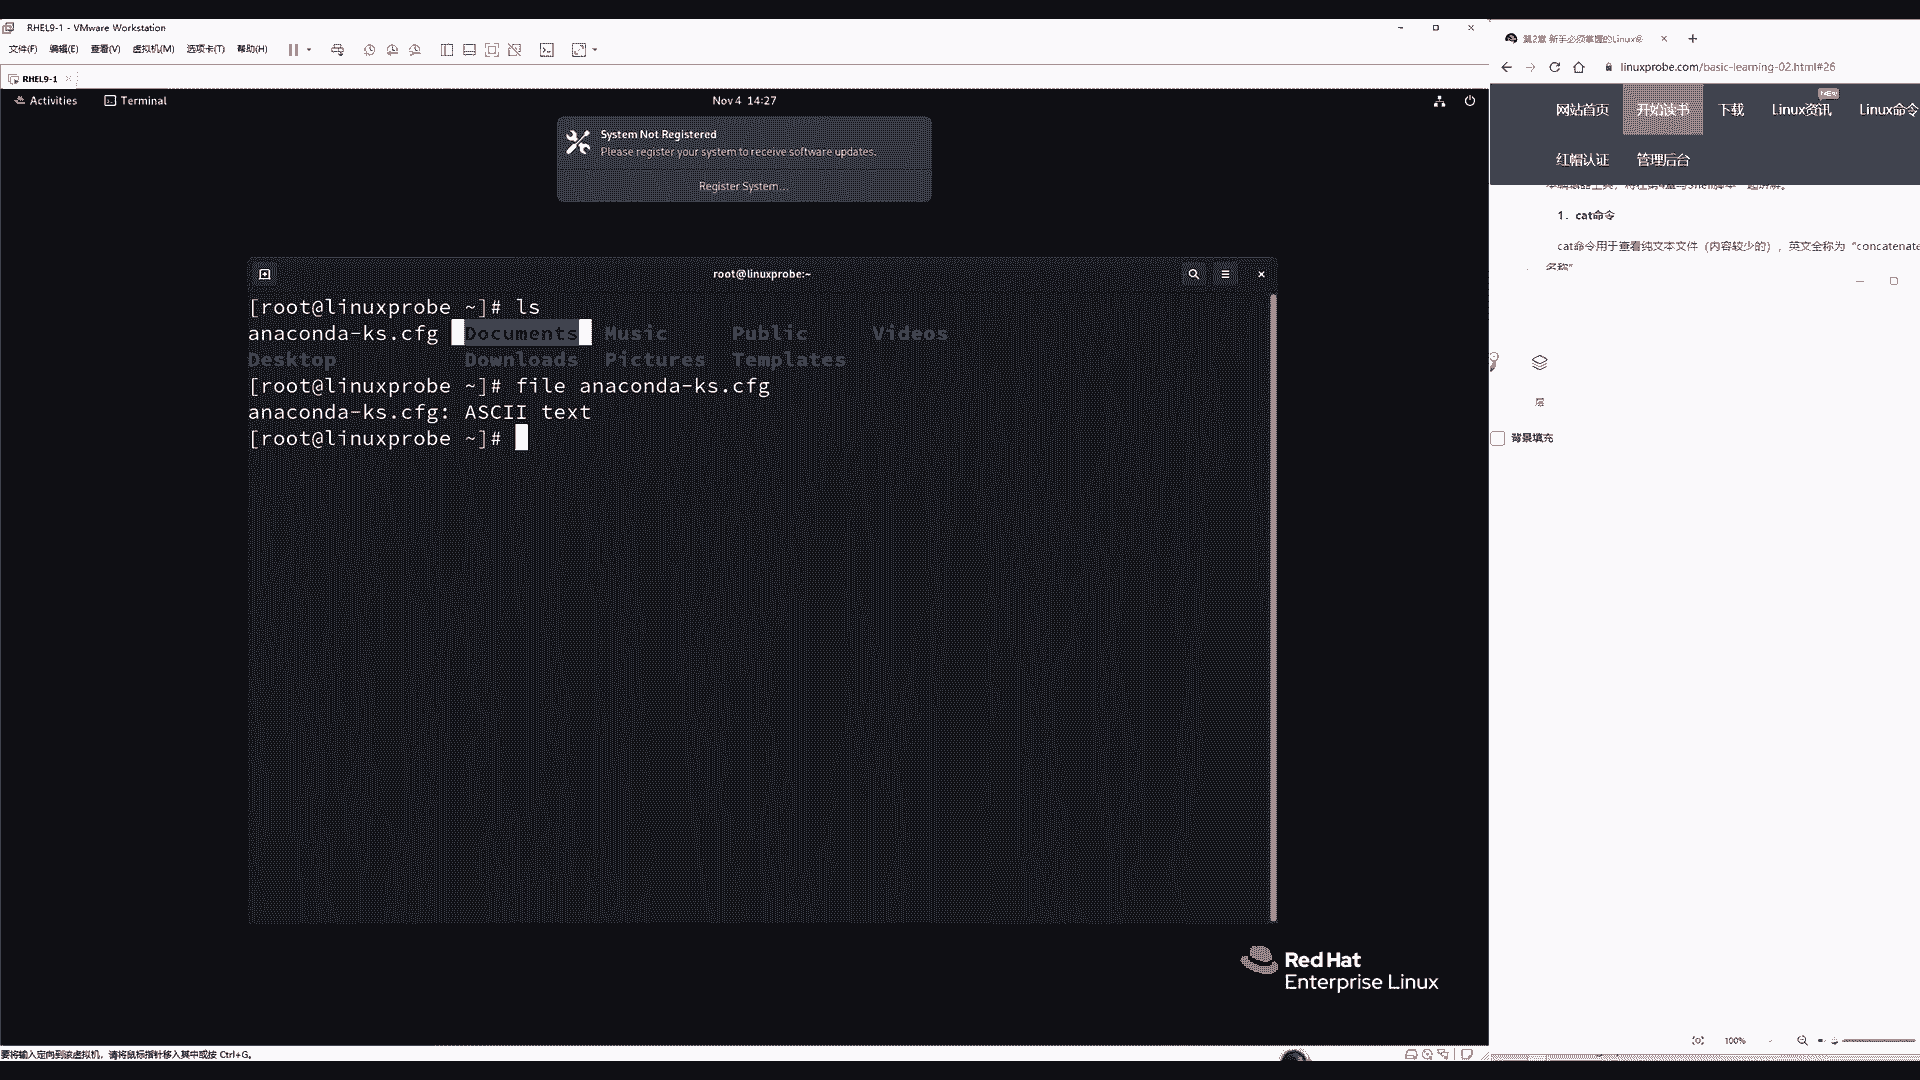 RHEL9-1 - VMware Workstation
文件(F) 编辑(E) 查看(V) 虚拟机(M) 选项卡(T) 帮助(H)
RHEL9-1
Activities Terminal Nov 4 14:27
System Not Registered
Please register your system to receive software updates.
Register System...
root@linuxprobe:~
[root@linuxprobe ~]# ls
anaconda-ks.cfg Documents Music Public Videos
Desktop Downloads Pictures Templates
[root@linuxprobe ~]# file anaconda-ks.cfg
anaconda-ks.cfg: ASCII text
[root@linuxprobe ~]#
Red Hat
Enterprise Linux
要将输入定向到该虚拟机，请将鼠标指针移入其中或按 Ctrl+G。
第2章 新手必须掌握的Linux命
linuxprobe.com/basic-learning-02.html#26
网站首页 开始读书 下载 Linux资讯 NEW Linux命令
红帽认证 管理后台
1. cat命令
cat命令用于查看纯文本文件（内容较少的），英文全称为“concatenate
名称”
层
背景填充
100%